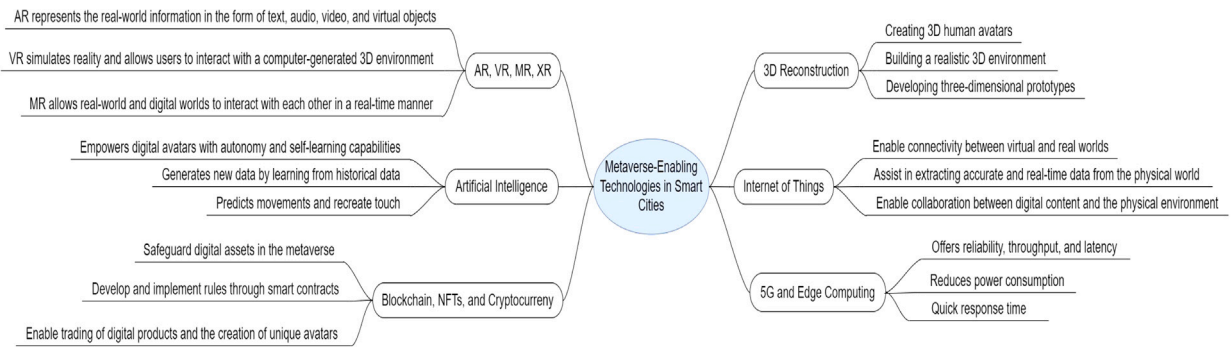 AR represents the real-world information in the form of text, audio, video, and virtual objects
VR simulates reality and allows users to interact with a computer-generated 3D environment
MR allows real-world and digital worlds to interact with each other in a real-time manner
AR, VR, MR, XR
Empowers digital avatars with autonomy and self-learning capabilities
Generates new data by learning from historical data
Predicts movements and recreate touch
Artificial Intelligence
Safeguard digital assets in the metaverse
Develop and implement rules through smart contracts
Enable trading of digital products and the creation of unique avatars
Blockchain, NFTs, and Cryptocurreny
Metaverse-Enabling
Technologies in Smart
Cities
3D Reconstruction
Creating 3D human avatars
Building a realistic 3D environment
Developing three-dimensional prototypes
Internet of Things
Enable connectivity between virtual and real worlds
Assist in extracting accurate and real-time data from the physical world
Enable collaboration between digital content and the physical environment
5G and Edge Computing
Offers reliability, throughput, and latency
Reduces power consumption
Quick response time